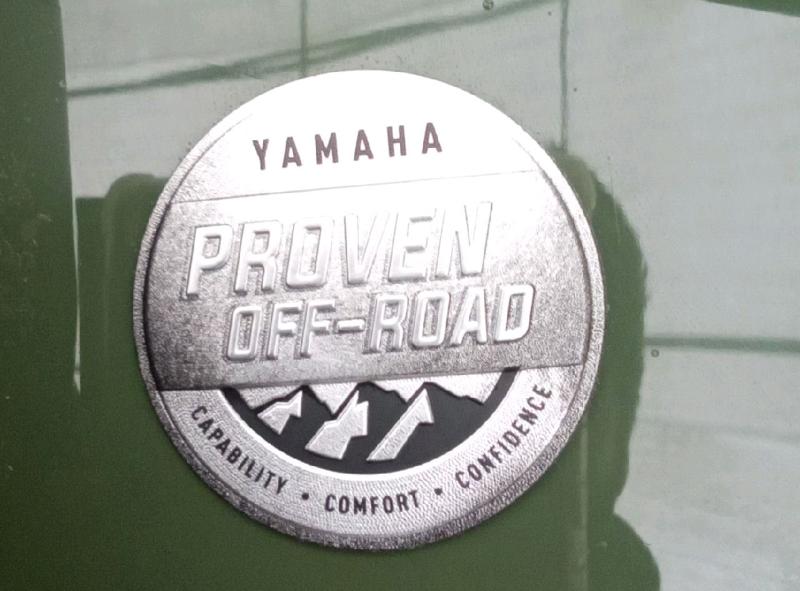 YAMAHA
PROVEN
OFF-ROAD
CAPABILITY • COMFORT • CONFIDENCE